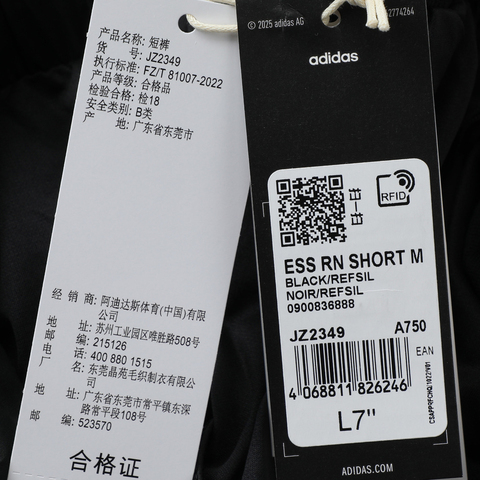 产品名称: 短裤
货 号: JZ2349
执行标准: FZ/T 81007-2022
产品等级: 合格品
检验合格: 检18
安全类别: B类
产 地: 广东省东莞市
经 销 商: 阿迪达斯体育(中国)有限
公司
地 址: 苏州工业园区唯胜路508号
邮 编: 215126
电 话: 400 880 1515
厂 名: 东莞晶苑毛织制衣有限公
司
地 址: 广东省东莞市常平镇东深
路常平段108号
邮 编: 523570
合格证
© 2025 adidas AG
adidas
RFID
ESS RN SHORT M
BLACK/REFSIL
NOIR/REFSIL
0900836888
JZ2349 A750
EAN
4 068811 826246
L7"
ADIDAS.COM